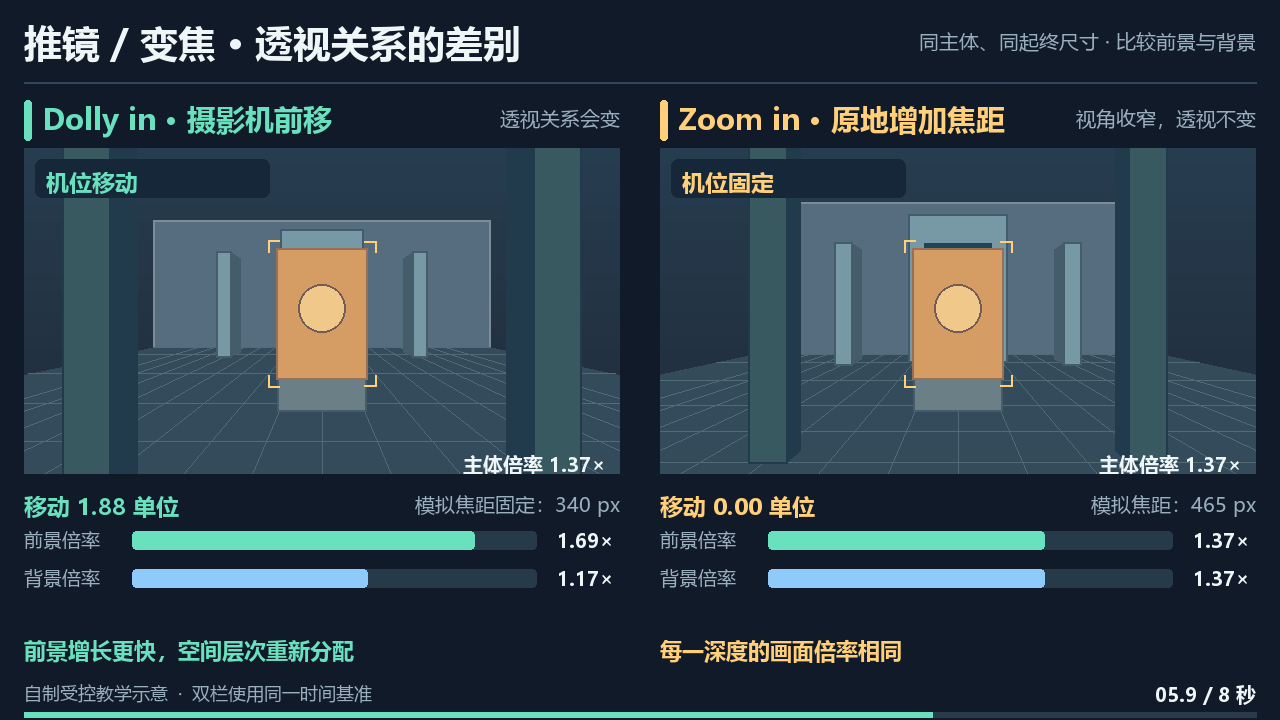 推镜 / 变焦 • 透视关系的差别
同主体、同起终尺寸 · 比较前景与背景
Dolly in • 摄影机前移
透视关系会变
机位移动
主体倍率 1.37×
移动 1.88 单位
模拟焦距固定：340 px
前景倍率
1.69×
背景倍率
1.17×
前景增长更快，空间层次重新分配
Zoom in • 原地增加焦距
视角收窄，透视不变
机位固定
主体倍率 1.37×
移动 0.00 单位
模拟焦距：465 px
前景倍率
1.37×
背景倍率
1.37×
每一深度的画面倍率相同
自制受控教学示意 · 双栏使用同一时间基准
05.9 / 8 秒